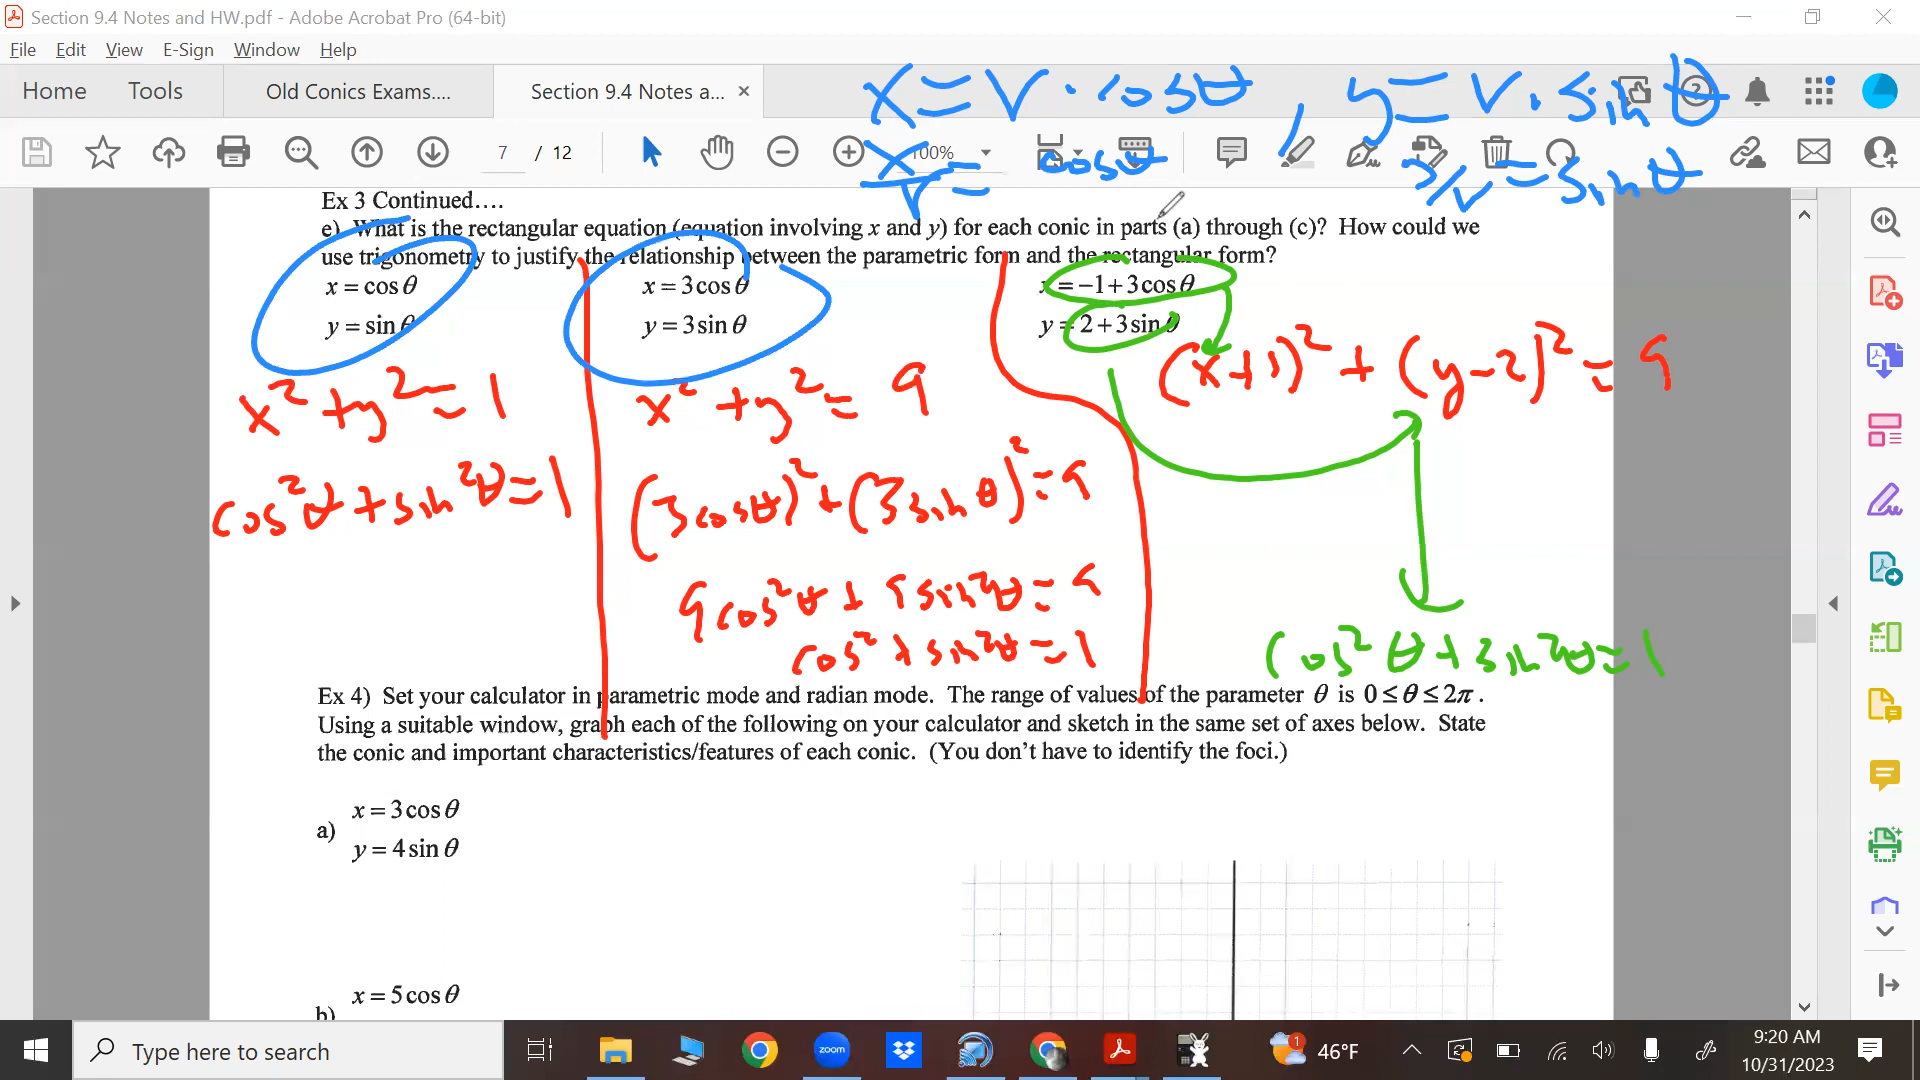 Section 9.4 Notes and HW.pdf - Adobe Acrobat Pro (64-bit)
File Edit View E-Sign Window Help
Home Tools Old Conics Exams.... Section 9.4 Notes a... ×
x = r · cosθ , y = r · sin θ
7 / 12 100%
x/r = cosθ y/r = sin θ
Ex 3 Continued….
e) What is the rectangular equation (equation involving x and y) for each conic in parts (a) through (c)? How could we
use trigonometry to justify the relationship between the parametric form and the rectangular form?
x = cos θ x = 3cos θ x = −1+3cos θ
y = sin θ y = 3sin θ y = 2+3sin θ
x² + y² = 1 x² + y² = 9 (x+1)² + (y-2)² = 9
cos²θ + sin²θ = 1 (3cosθ)² + (3sinθ)² = 9
9cos²θ + 9sin²θ = 9
cos² + sin²θ = 1 cos²θ + sin²θ = 1
Ex 4) Set your calculator in parametric mode and radian mode. The range of values of the parameter θ is 0 ≤ θ ≤ 2π .
Using a suitable window, graph each of the following on your calculator and sketch in the same set of axes below. State
the conic and important characteristics/features of each conic. (You don’t have to identify the foci.)
x = 3cos θ
a)
y = 4sin θ
x = 5cos θ
b)
Type here to search zoom 1 46°F
9:20 AM
10/31/2023